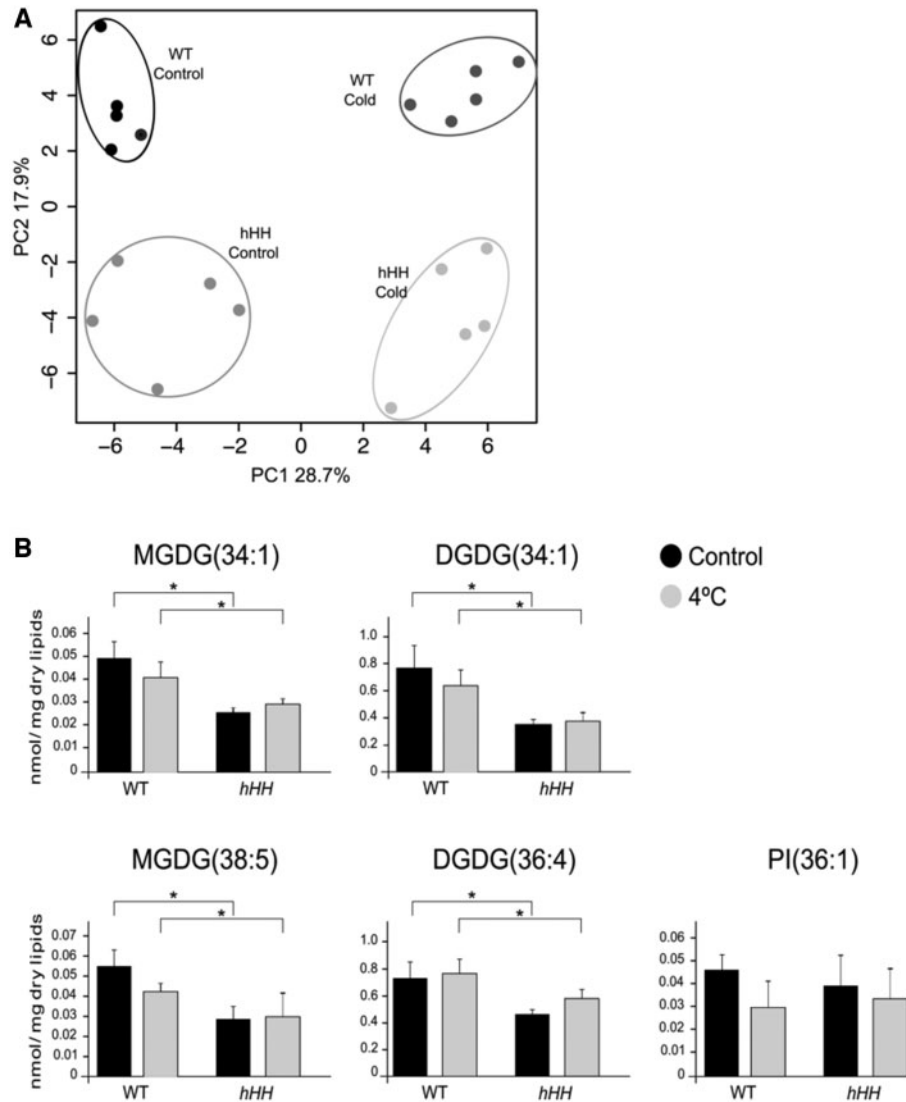 A
PC2 17.9%
6
4
2
0
−2
−4
−6
WT
Control
WT
Cold
hHH
Control
hHH
Cold
−6 −4 −2 0 2 4 6
PC1 28.7%
B
MGDG(34:1)
DGDG(34:1)
Control
4ºC
nmol/ mg dry lipids
* *
0.06
0.05
0.04
0.03
0.02
0.01
0
WT hHH
* *
1.0
0.8
0.6
0.4
0.2
0
WT hHH
MGDG(38:5)
DGDG(36:4)
PI(36:1)
nmol/ mg dry lipids
* *
0.07
0.06
0.05
0.04
0.03
0.02
0.01
0
WT hHH
* *
1.0
0.8
0.6
0.4
0.2
0
WT hHH
0.06
0.05
0.04
0.03
0.02
0.01
0
WT hHH